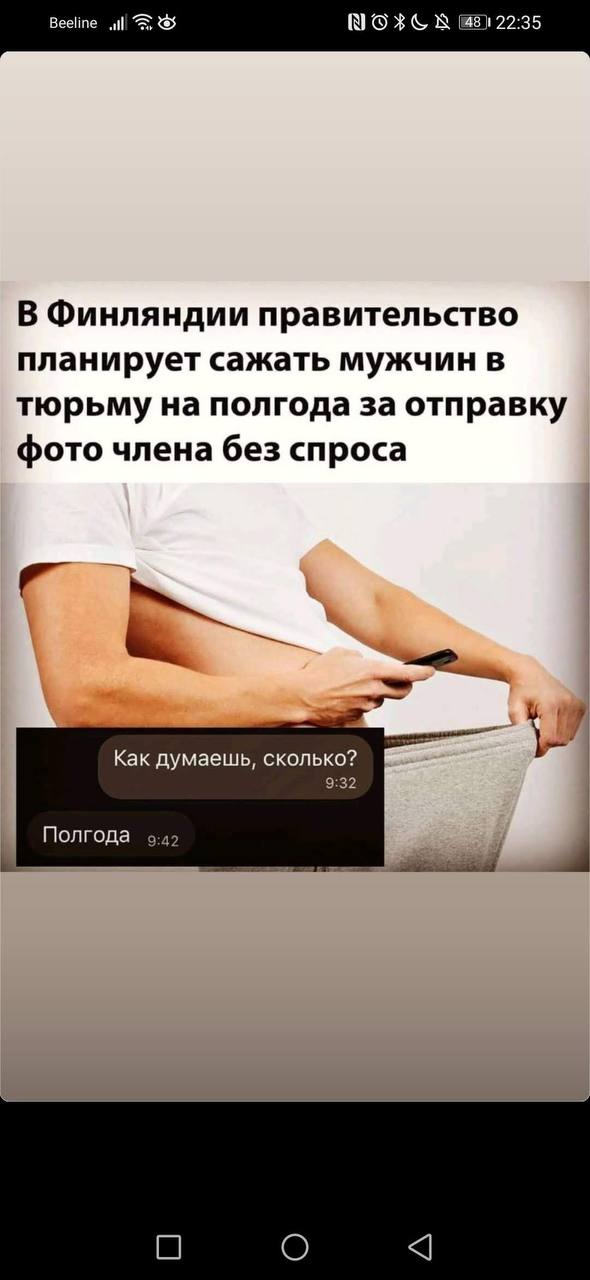 Beeline 48 22:35
В Финляндии правительство
планирует сажать мужчин в
тюрьму на полгода за отправку
фото члена без спроса
Как думаешь, сколько?
9:32
Полгода 9:42